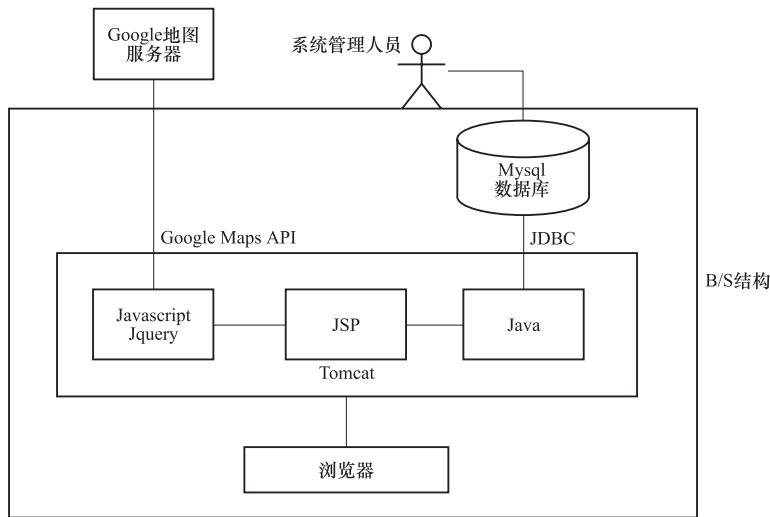 Google地图
服务器
系统管理人员
Mysql
数据库
Google Maps API
JDBC
B/S结构
Javascript
Jquery
JSP
Java
Tomcat
浏览器